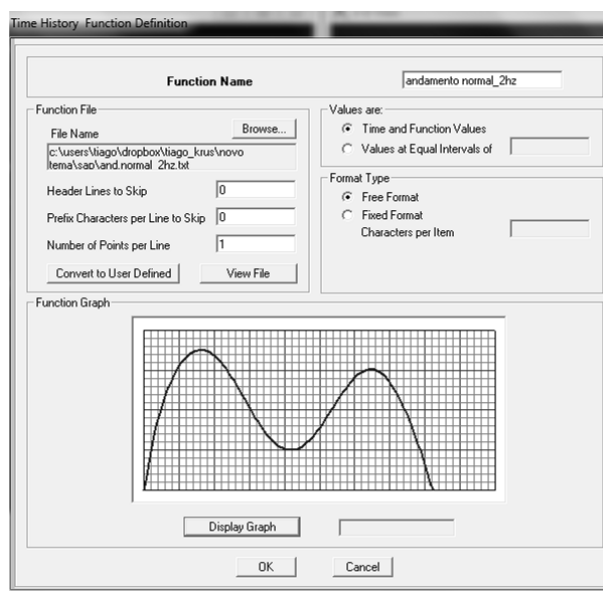 Time History Function Definition
Function Name
andamento normal_2hz
Function File
File Name
Browse...
c:\users\tiago\dropbox\tiago_krus\novo
tema\sap\and.normal_2hz.txt
Header Lines to Skip
0
Prefix Characters per Line to Skip
0
Number of Points per Line
1
Convert to User Defined
View File
Values are:
Time and Function Values
Values at Equal Intervals of
Format Type
Free Format
Fixed Format
Characters per Item
Function Graph
Display Graph
OK
Cancel